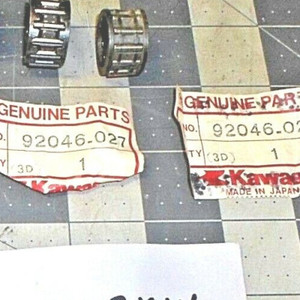 GENUINE PARTS
NO. 92046-027
TY (3D) 1
Kawas
GENUINE PAR
NO. 92046-02
TY (3D) 1
Kawa
MADE IN JAPAN